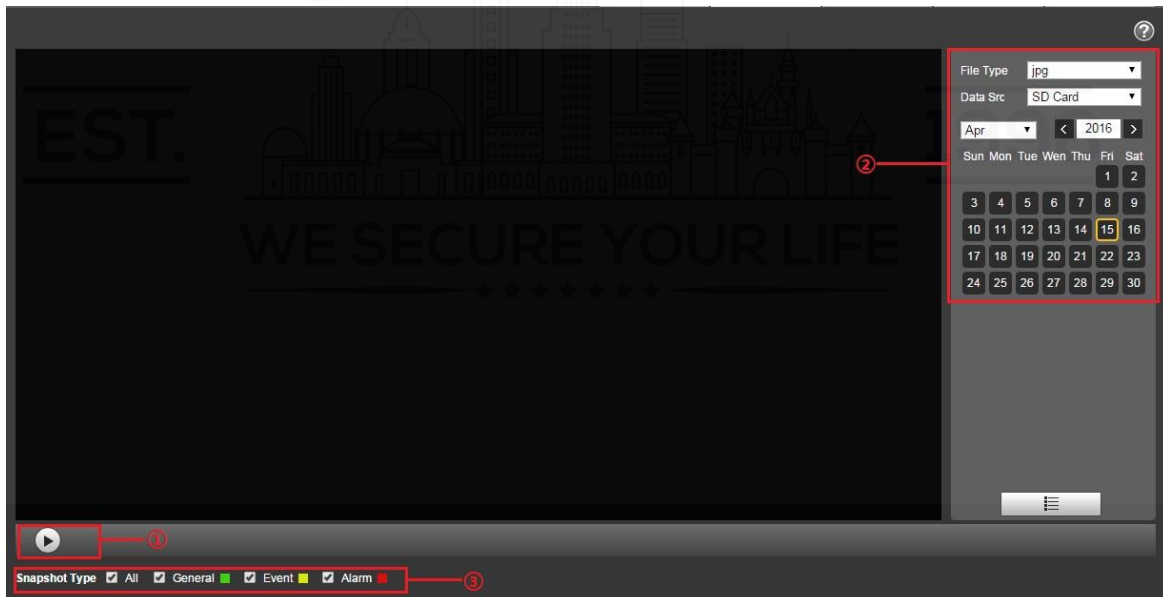 ?
File Type jpg
Data Src SD Card
Apr 2016
Sun Mon Tue Wen Thu Fri Sat
1 2
3 4 5 6 7 8 9
10 11 12 13 14 15 16
17 18 19 20 21 22 23
24 25 26 27 28 29 30
②
EST. 1996
WE SECURE YOUR LIFE
①
Snapshot Type All General Event Alarm
③